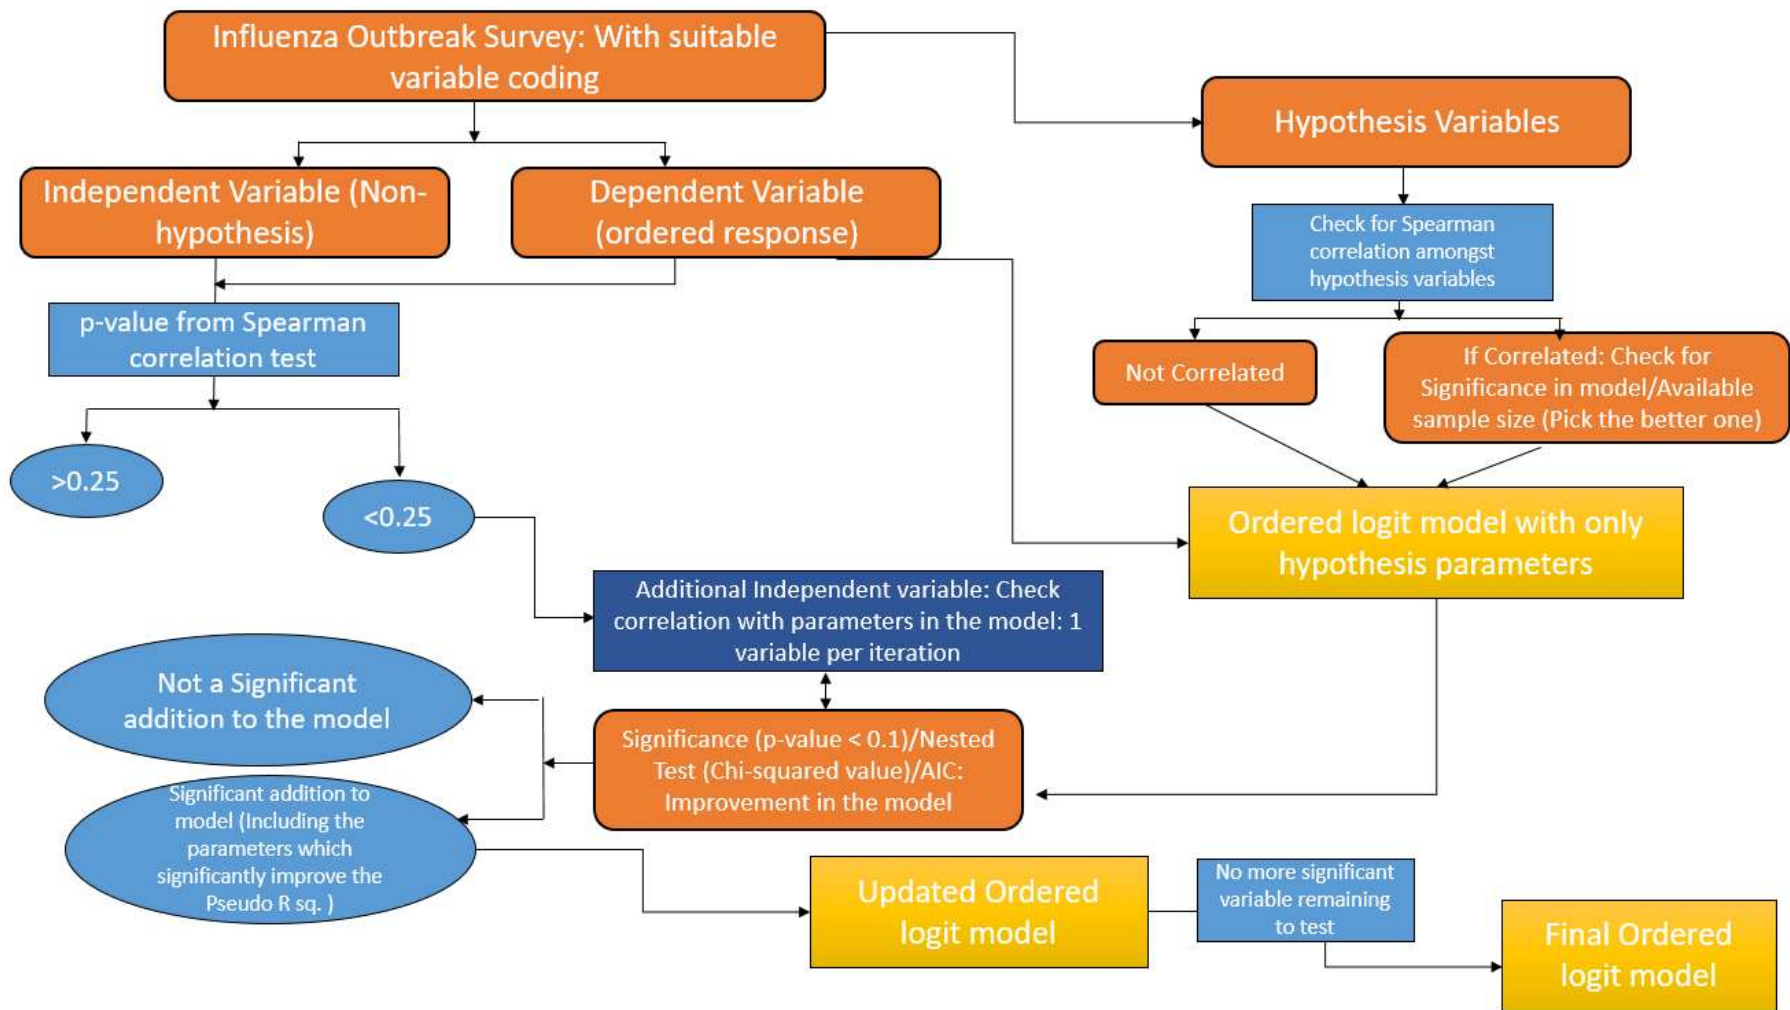 Influenza Outbreak Survey: With suitable
variable coding
Hypothesis Variables
Independent Variable (Non-
hypothesis)
Dependent Variable
(ordered response)
Check for Spearman
correlation amongst
hypothesis variables
p-value from Spearman
correlation test
Not Correlated
If Correlated: Check for
Significance in model/Available
sample size (Pick the better one)
>0.25
<0.25
Ordered logit model with only
hypothesis parameters
Additional Independent variable: Check
correlation with parameters in the model: 1
variable per iteration
Not a Significant
addition to the model
Significance (p-value < 0.1)/Nested
Test (Chi-squared value)/AIC:
Improvement in the model
Significant addition to
model (Including the
parameters which
significantly improve the
Pseudo R sq. )
Updated Ordered
logit model
No more significant
variable remaining
to test
Final Ordered
logit model